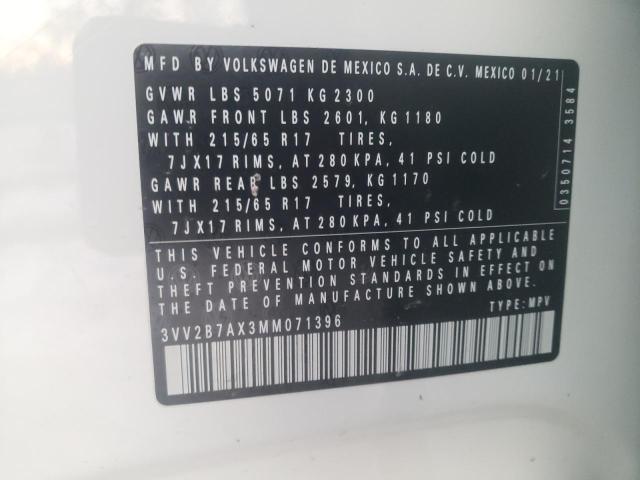 MFD BY VOLKSWAGEN DE MEXICO S.A. DE C.V. MEXICO 01/21
GVWR LBS 5071 KG 2300
GAWR FRONT LBS 2601, KG 1180
WITH 215/65 R17 TIRES,
7JX17 RIMS, AT 280 KPA, 41 PSI COLD
GAWR REAR LBS 2579, KG 1170
WITH 215/65 R17 TIRES,
7JX17 RIMS, AT 280 KPA, 41 PSI COLD
THIS VEHICLE CONFORMS TO ALL APPLICABLE
U.S. FEDERAL MOTOR VEHICLE SAFETY AND
THEFT PREVENTION STANDARDS IN EFFECT ON
THE DATE OF MANUFACTURE SHOWN ABOVE.
3VV2B7AX3MM071396 TYPE: MPV
0350714 3584